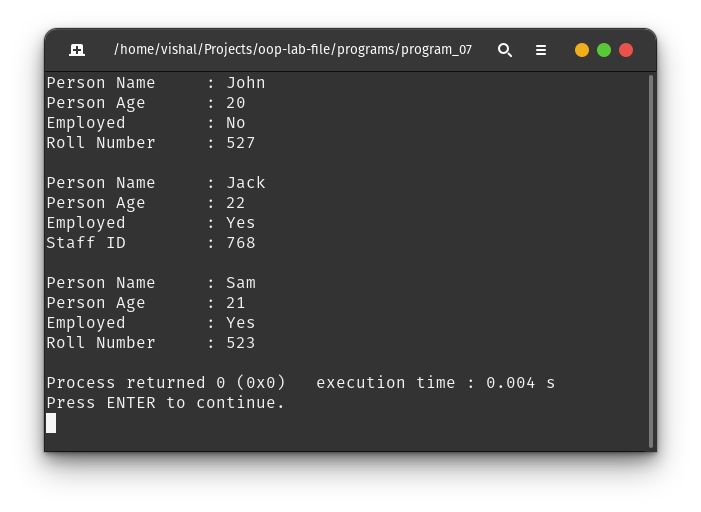 /home/vishal/Projects/oop-lab-file/programs/program_07
Person Name     : John
Person Age      : 20
Employed        : No
Roll Number     : 527

Person Name     : Jack
Person Age      : 22
Employed        : Yes
Staff ID        : 768

Person Name     : Sam
Person Age      : 21
Employed        : Yes
Roll Number     : 523

Process returned 0 (0x0)   execution time : 0.004 s
Press ENTER to continue.